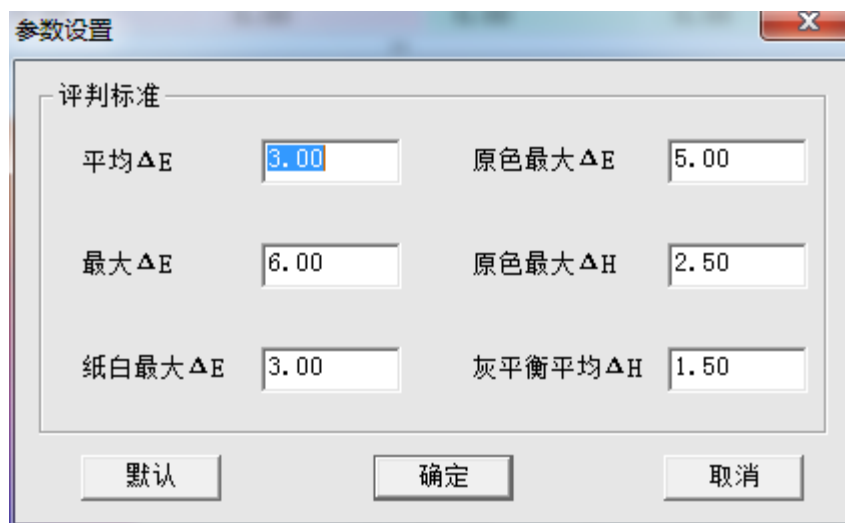 参数设置
评判标准
平均ΔE 3.00 原色最大ΔE 5.00
最大ΔE 6.00 原色最大ΔH 2.50
纸白最大ΔE 3.00 灰平衡平均ΔH 1.50
默认 确定 取消